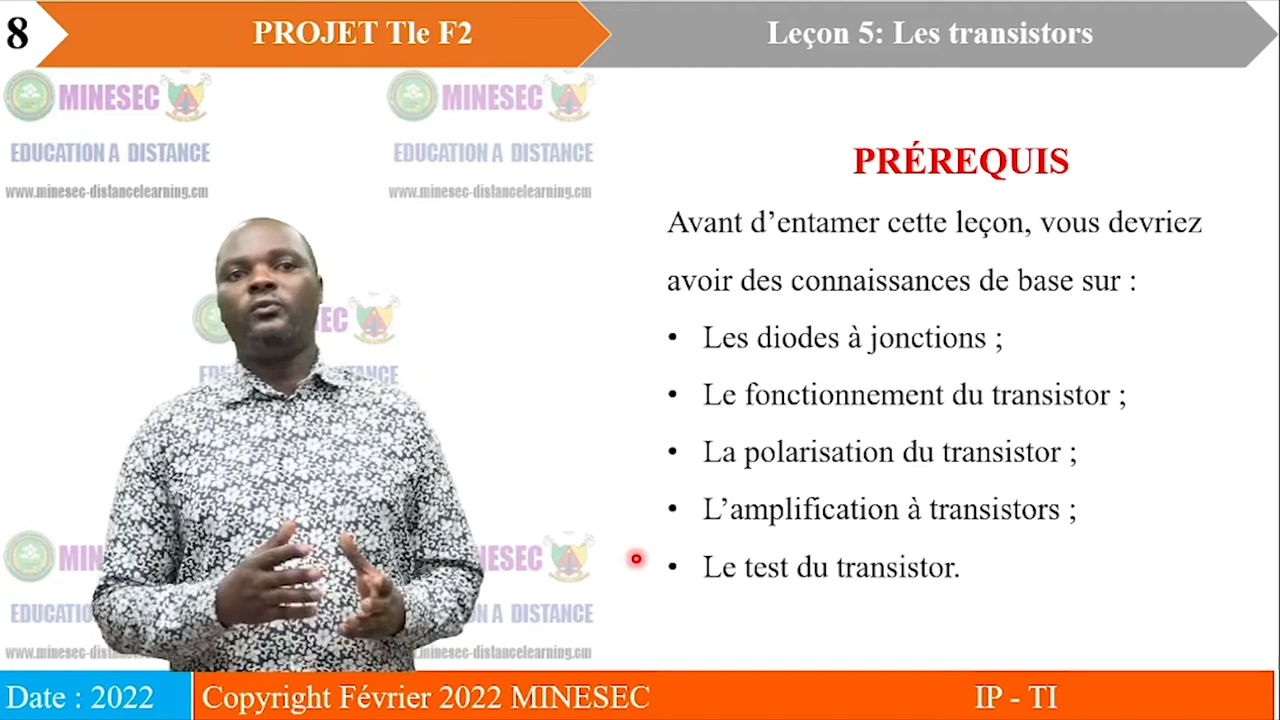 8
PROJET Tle F2
Leçon 5: Les transistors
MINESEC
MINESEC
EDUCATION A DISTANCE
EDUCATION A DISTANCE
www.minesec-distancelearning.cm
www.minesec-distancelearning.cm
PRÉREQUIS
Avant d’entamer cette leçon, vous devriez
avoir des connaissances de base sur :
• Les diodes à jonctions ;
• Le fonctionnement du transistor ;
• La polarisation du transistor ;
• L’amplification à transistors ;
• Le test du transistor.
Date : 2022
Copyright Février 2022 MINESEC
IP - TI